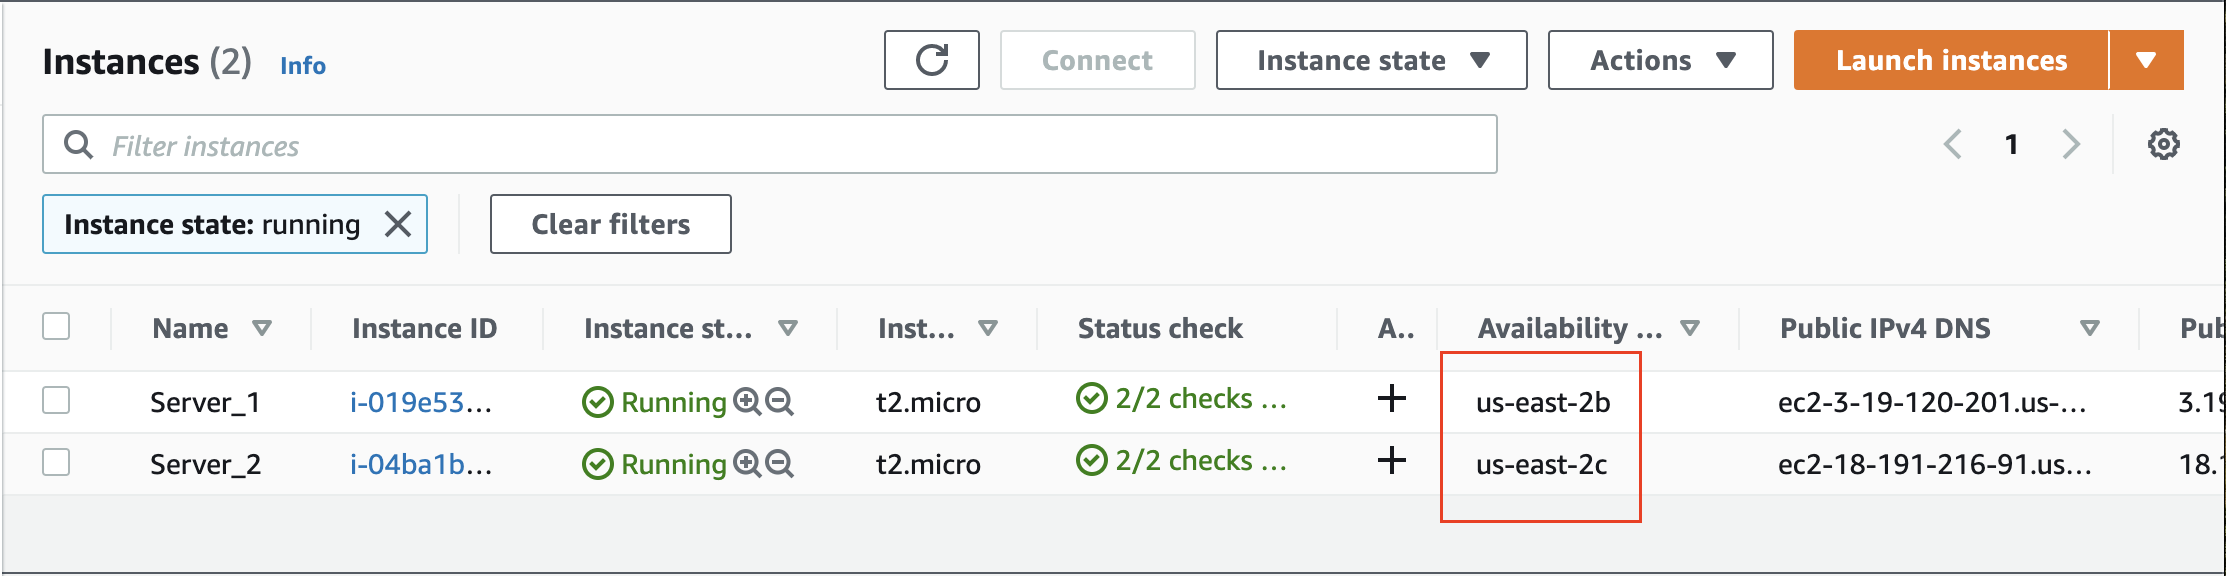 Instances (2) Info Connect Instance state Actions Launch instances
Filter instances 1
Instance state: running Clear filters
Name Instance ID Instance st... Inst... Status check A.. Availability ... Public IPv4 DNS Pub
Server_1 i-019e53... Running t2.micro 2/2 checks ... us-east-2b ec2-3-19-120-201.us-... 3.19
Server_2 i-04ba1b... Running t2.micro 2/2 checks ... us-east-2c ec2-18-191-216-91.us... 18.1